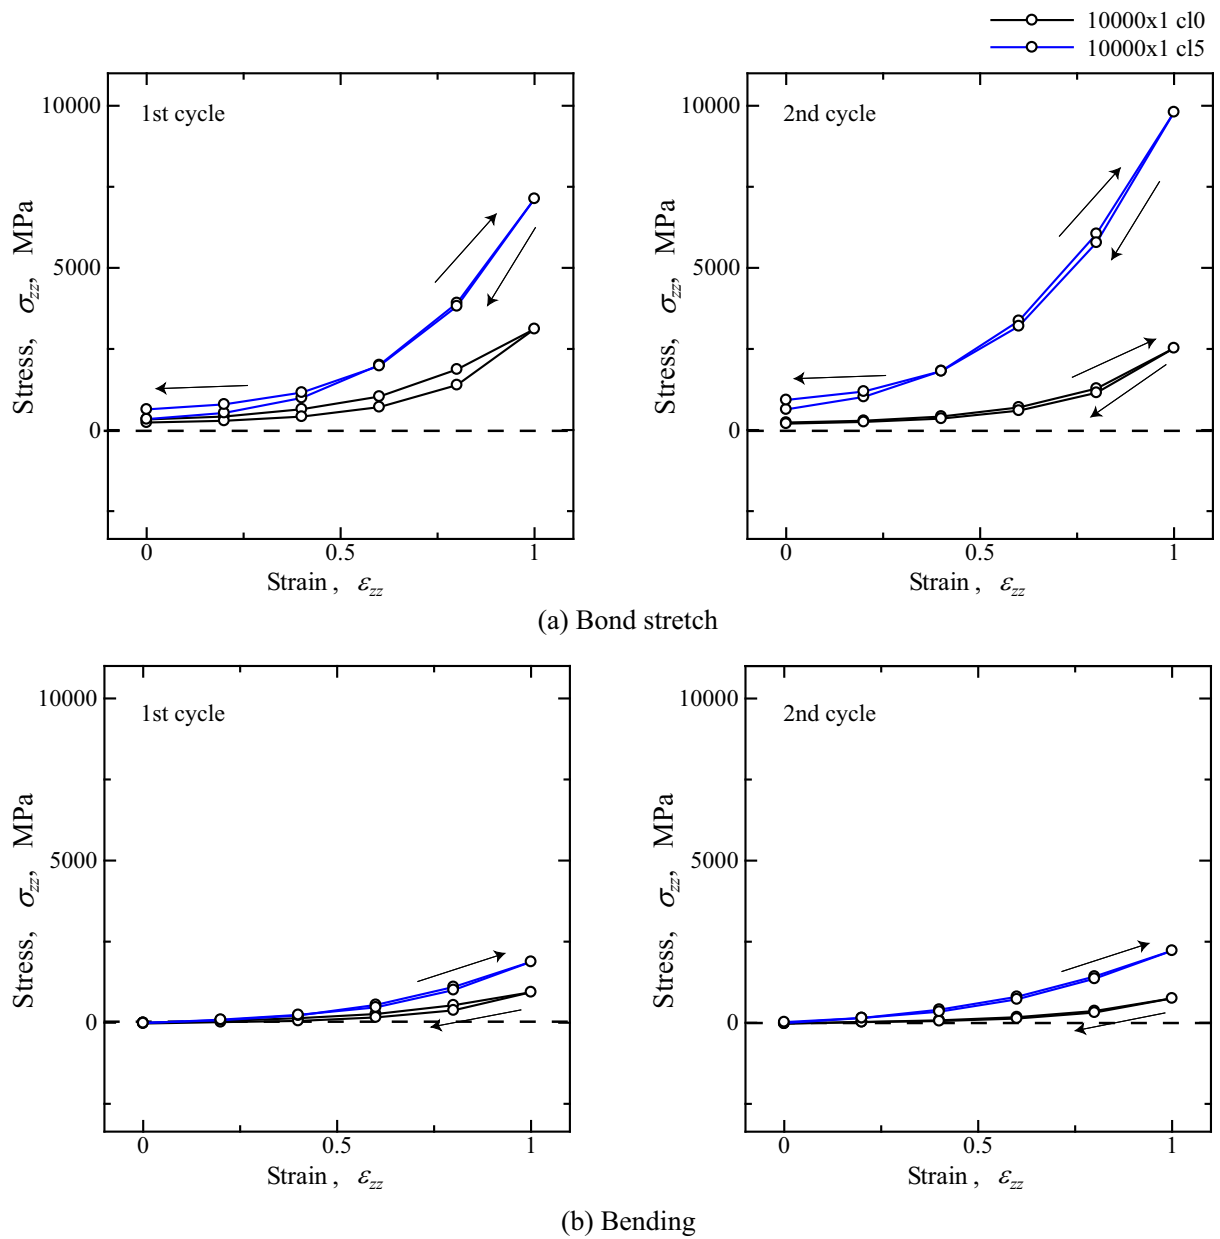 10000x1 cl0
10000x1 cl5
1st cycle
10000
5000
0
Stress, σzz, MPa
0 0.5 1
Strain, εzz
2nd cycle
10000
5000
0
Stress, σzz, MPa
0 0.5 1
Strain, εzz
(a) Bond stretch
1st cycle
10000
5000
0
Stress, σzz, MPa
0 0.5 1
Strain, εzz
2nd cycle
10000
5000
0
Stress, σzz, MPa
0 0.5 1
Strain, εzz
(b) Bending